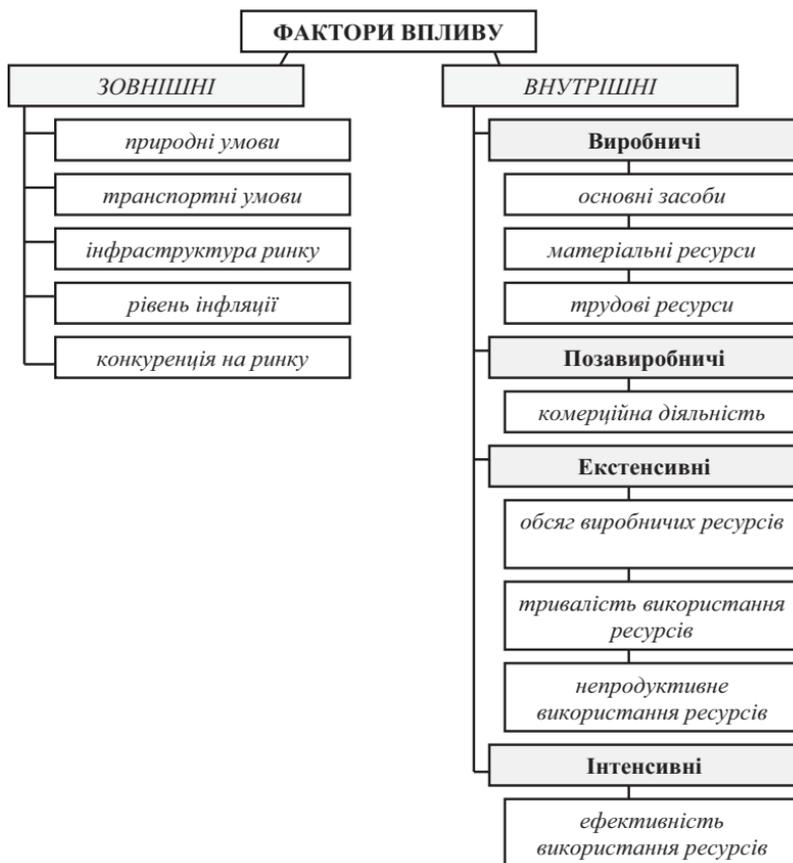 ФАКТОРИ ВПЛИВУ
ЗОВНІШНІ
природні умови
транспортні умови
інфраструктура ринку
рівень інфляції
конкуренція на ринку
ВНУТРІШНІ
Виробничі
основні засоби
матеріальні ресурси
трудові ресурси
Позавиробничі
комерційна діяльність
Екстенсивні
обсяг виробничих ресурсів
тривалість використання
ресурсів
непродуктивне
використання ресурсів
Інтенсивні
ефективність
використання ресурсів